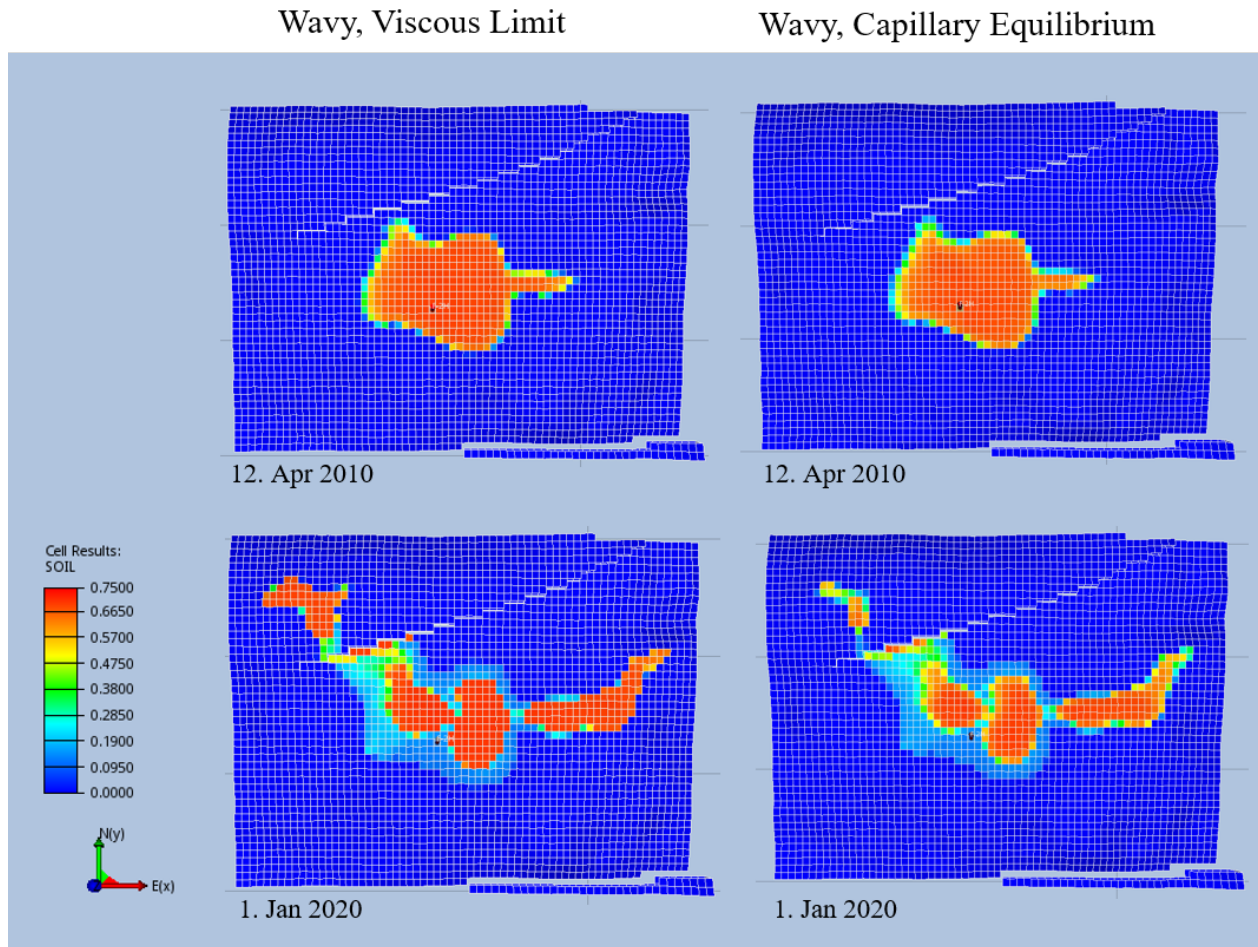 Wavy, Viscous Limit
Wavy, Capillary Equilibrium
12. Apr 2010
12. Apr 2010
Cell Results:
SOIL
0.7500
0.6650
0.5700
0.4750
0.3800
0.2850
0.1900
0.0950
0.0000
N(y)
E(x)
1. Jan 2020
1. Jan 2020